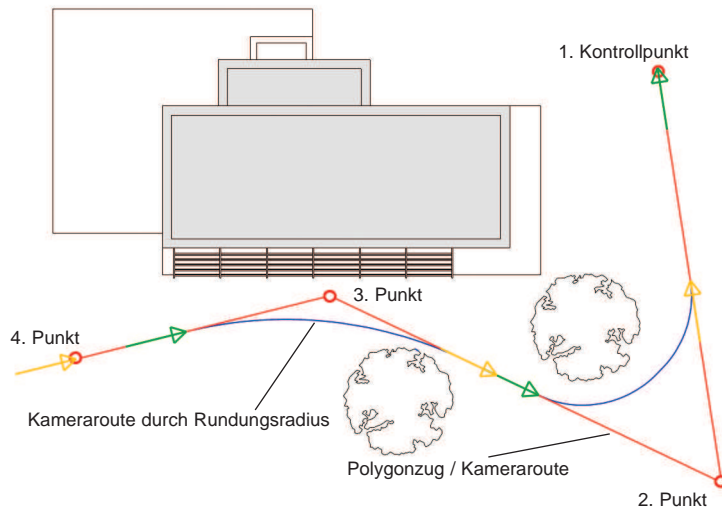 1. Kontrollpunkt
3. Punkt
4. Punkt
Kameraroute durch Rundungsradius
Polygonzug / Kameraroute
2. Punkt